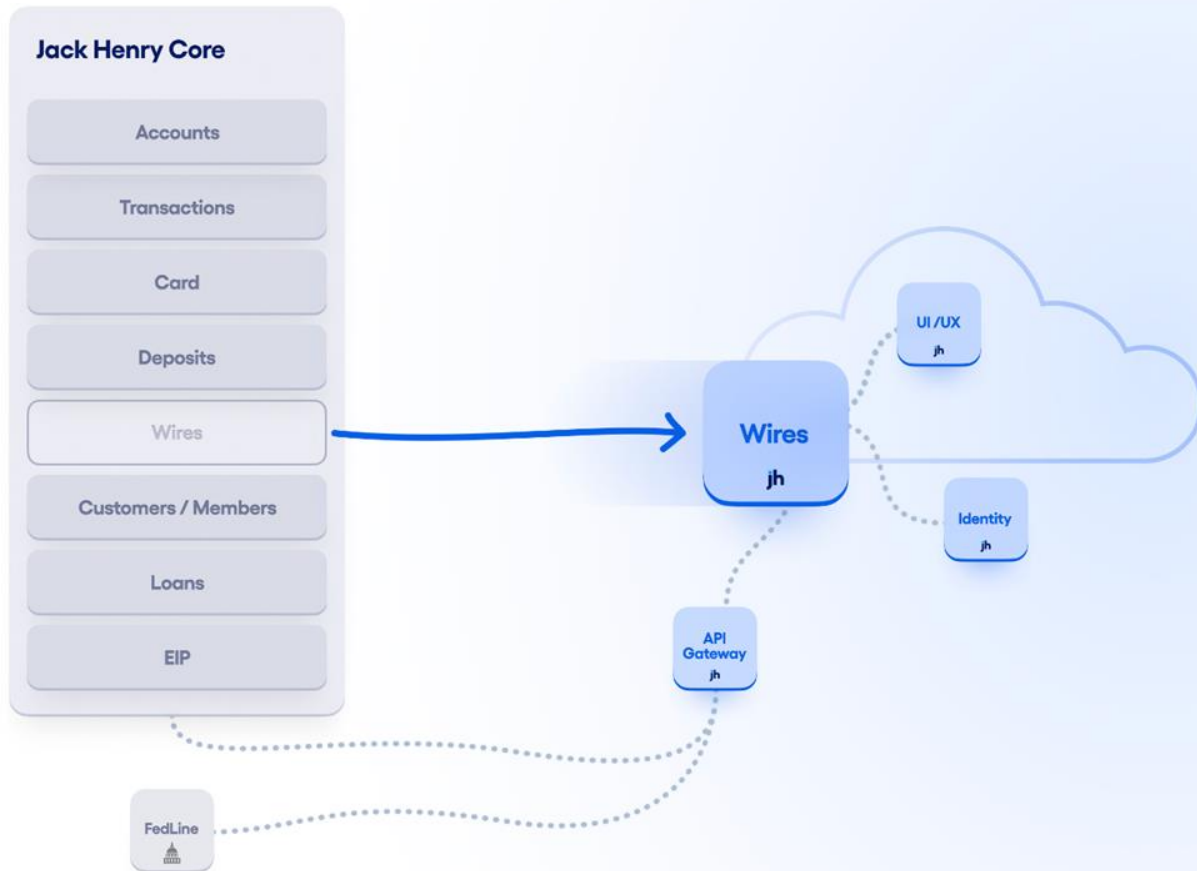 Jack Henry Core
Accounts
Transactions
Card
Deposits
Wires
Customers / Members
Loans
EIP
FedLine
Wires
jh
UI/UX
jh
Identity
jh
API
Gateway
jh